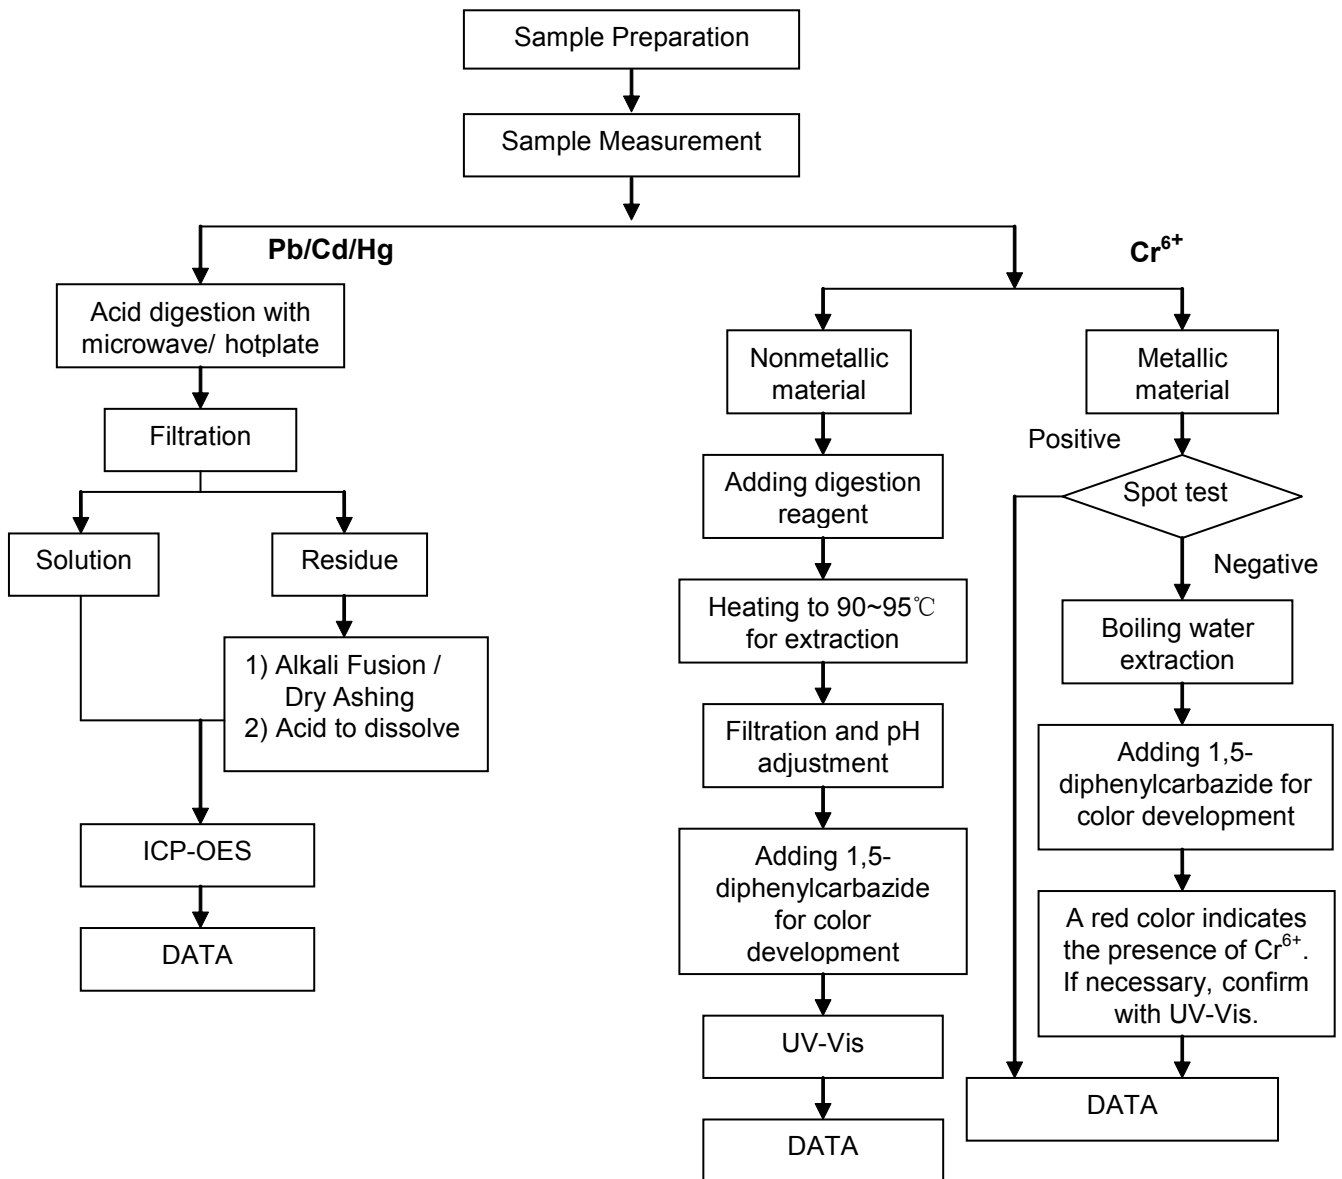 Sample Preparation
Sample Measurement
Pb/Cd/Hg
Acid digestion with
microwave/ hotplate
Filtration
Solution
Residue
1) Alkali Fusion /
Dry Ashing
2) Acid to dissolve
ICP-OES
DATA
Cr⁶⁺
Nonmetallic
material
Adding digestion
reagent
Heating to 90~95℃
for extraction
Filtration and pH
adjustment
Adding 1,5-
diphenylcarbazide
for color
development
UV-Vis
DATA
Metallic
material
Positive
Spot test
Negative
Boiling water
extraction
Adding 1,5-
diphenylcarbazide for
color development
A red color indicates
the presence of Cr⁶⁺.
If necessary, confirm
with UV-Vis.
DATA